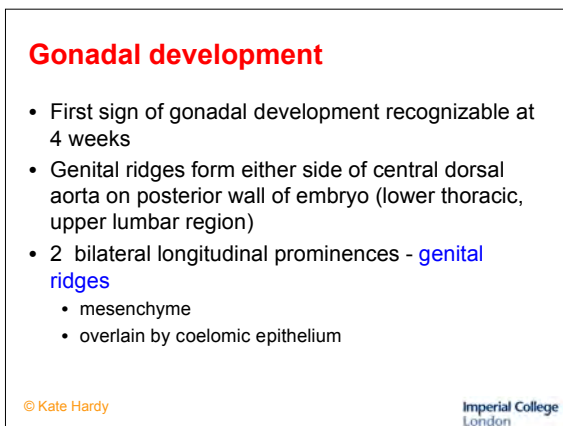 Gonadal development
• First sign of gonadal development recognizable at
4 weeks
• Genital ridges form either side of central dorsal
aorta on posterior wall of embryo (lower thoracic,
upper lumbar region)
• 2 bilateral longitudinal prominences - genital
ridges
• mesenchyme
• overlain by coelomic epithelium
© Kate Hardy
Imperial College
London